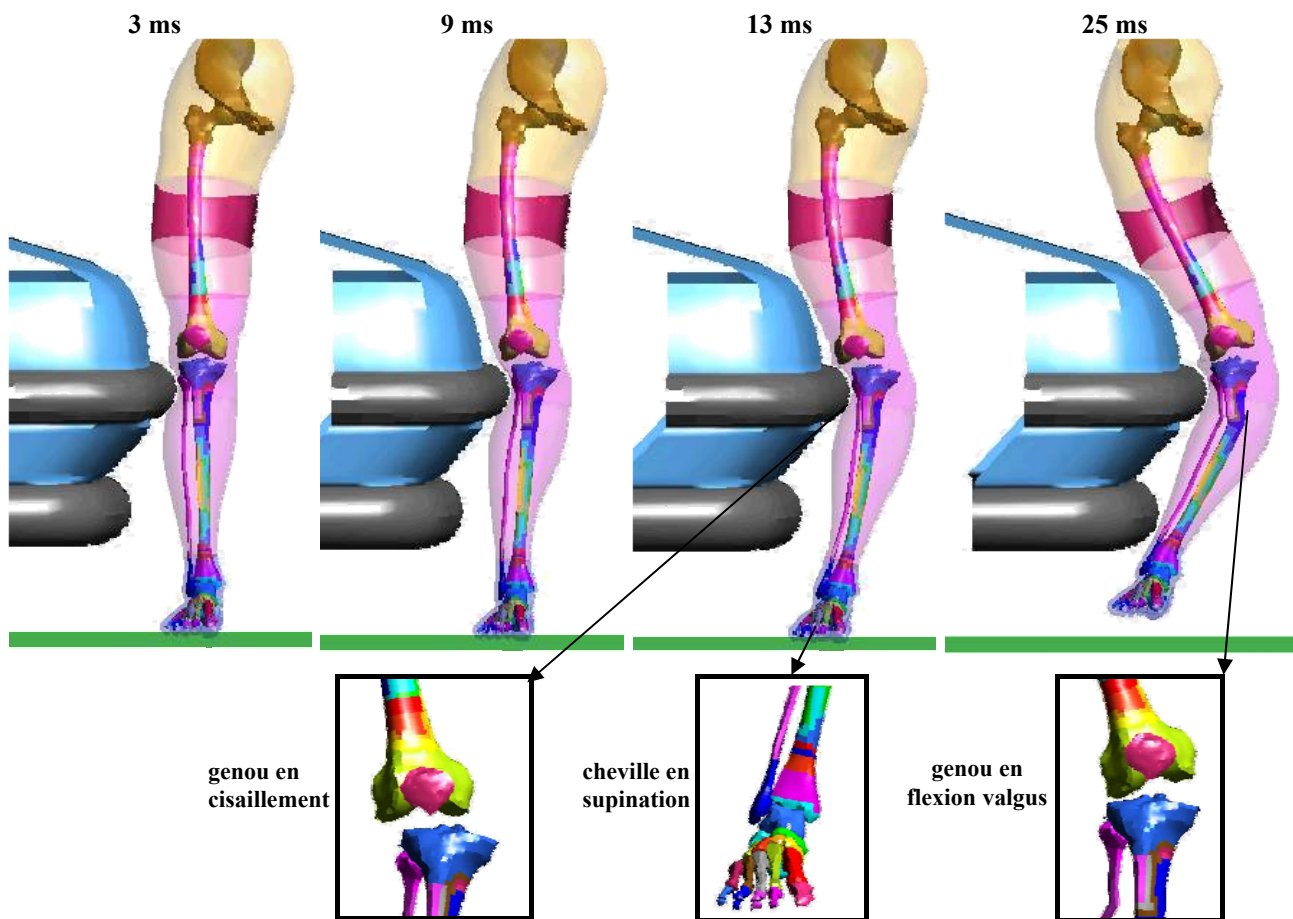 3 ms
9 ms
13 ms
25 ms
genou en
cisaillement
cheville en
supination
genou en
flexion valgus